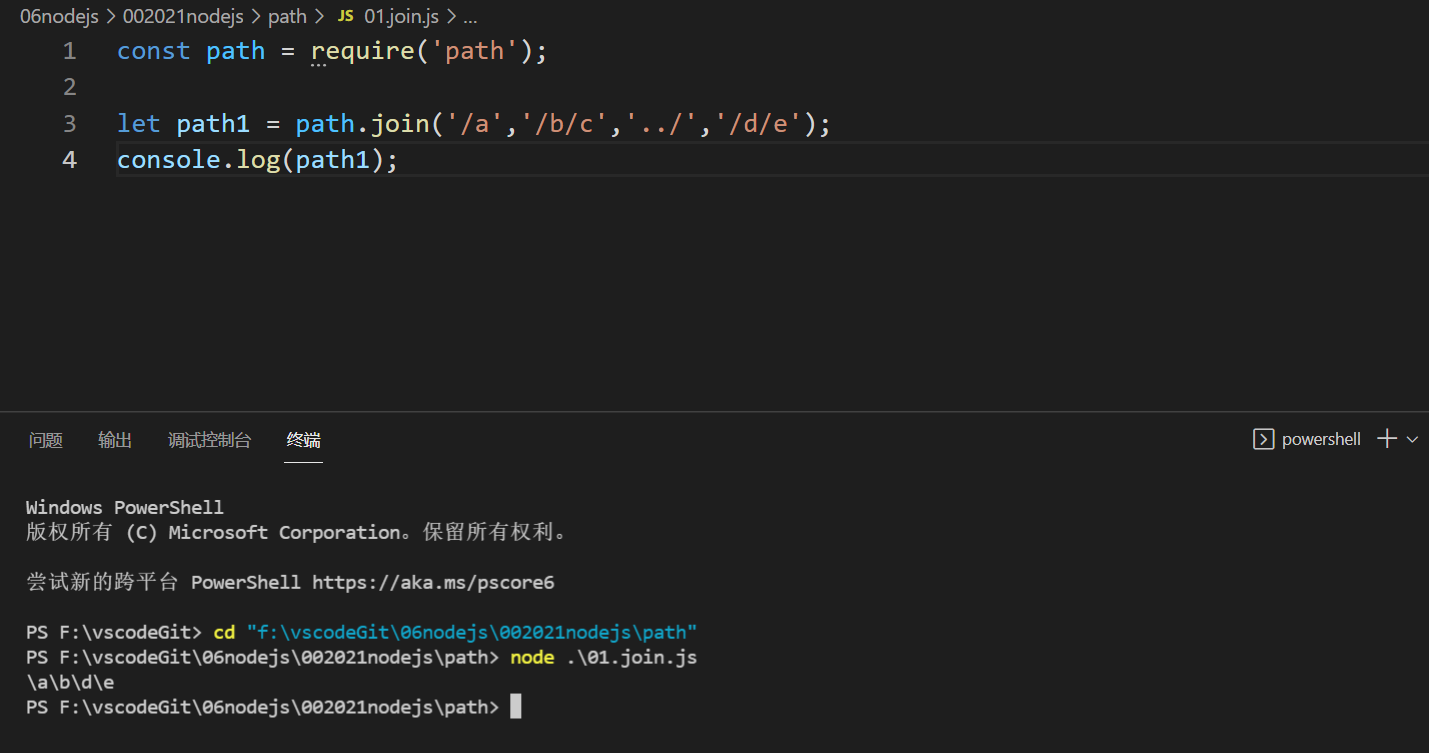 06nodejs > 002021nodejs > path > JS 01.join.js > ...
1 const path = require('path');
2
3 let path1 = path.join('/a','/b/c','../','/d/e');
4 console.log(path1);
问题 输出 调试控制台 终端 powershell
Windows PowerShell
版权所有 (C) Microsoft Corporation。保留所有权利。
尝试新的跨平台 PowerShell https://aka.ms/pscore6
PS F:\vscodeGit> cd "f:\vscodeGit\06nodejs\002021nodejs\path"
PS F:\vscodeGit\06nodejs\002021nodejs\path> node .\01.join.js
\a\b\d\e
PS F:\vscodeGit\06nodejs\002021nodejs\path>